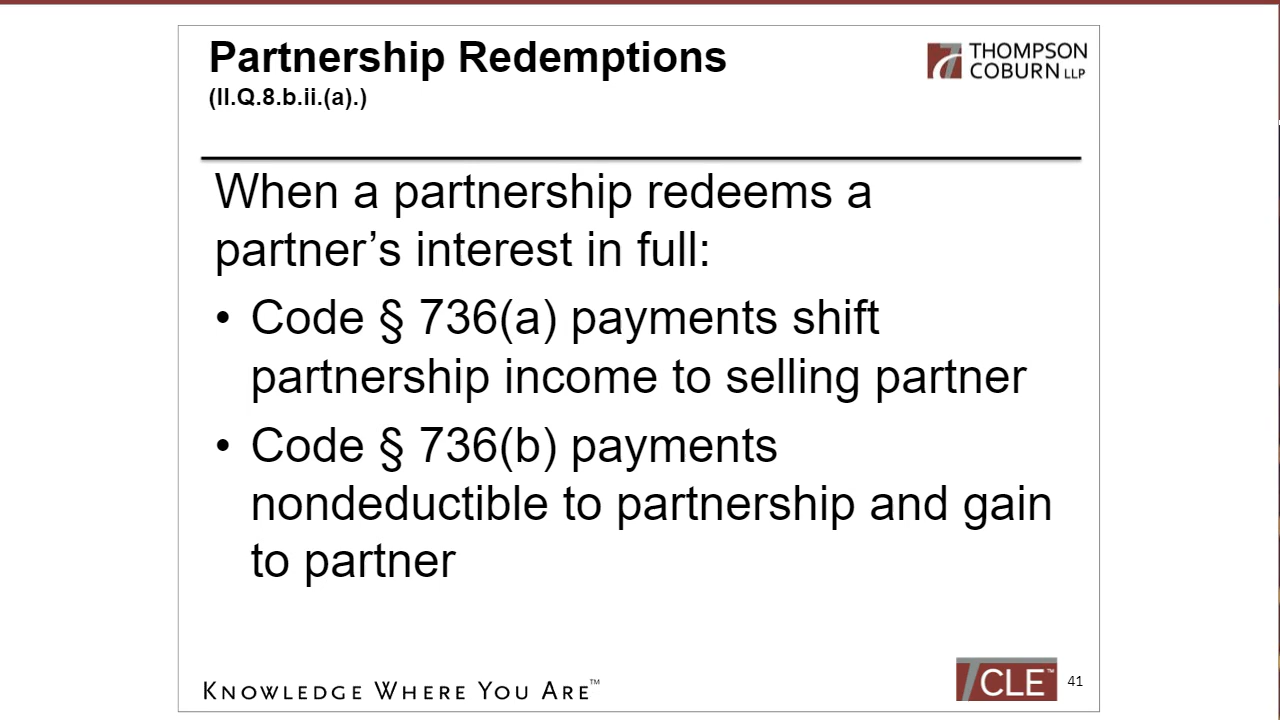 Partnership Redemptions
(II.Q.8.b.ii.(a).)
THOMPSON
COBURN LLP
When a partnership redeems a
partner’s interest in full:
• Code § 736(a) payments shift
partnership income to selling partner
• Code § 736(b) payments
nondeductible to partnership and gain
to partner
KNOWLEDGE WHERE YOU ARE™
CLE™
41